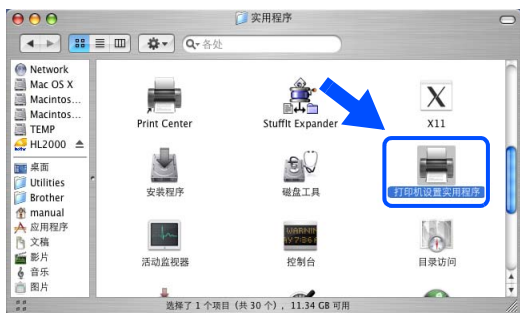 实用程序
各处
Network
Mac OS X
Macintos...
Macintos...
TEMP
HL2000
桌面
Utilities
Brother
manual
应用程序
文稿
影片
音乐
图片
Print Center
StuffIt Expander
X11
安装程序
磁盘工具
打印机设置实用程序
活动监视器
控制台
目录访问
选择了 1 个项目（共 30 个）, 11.34 GB 可用